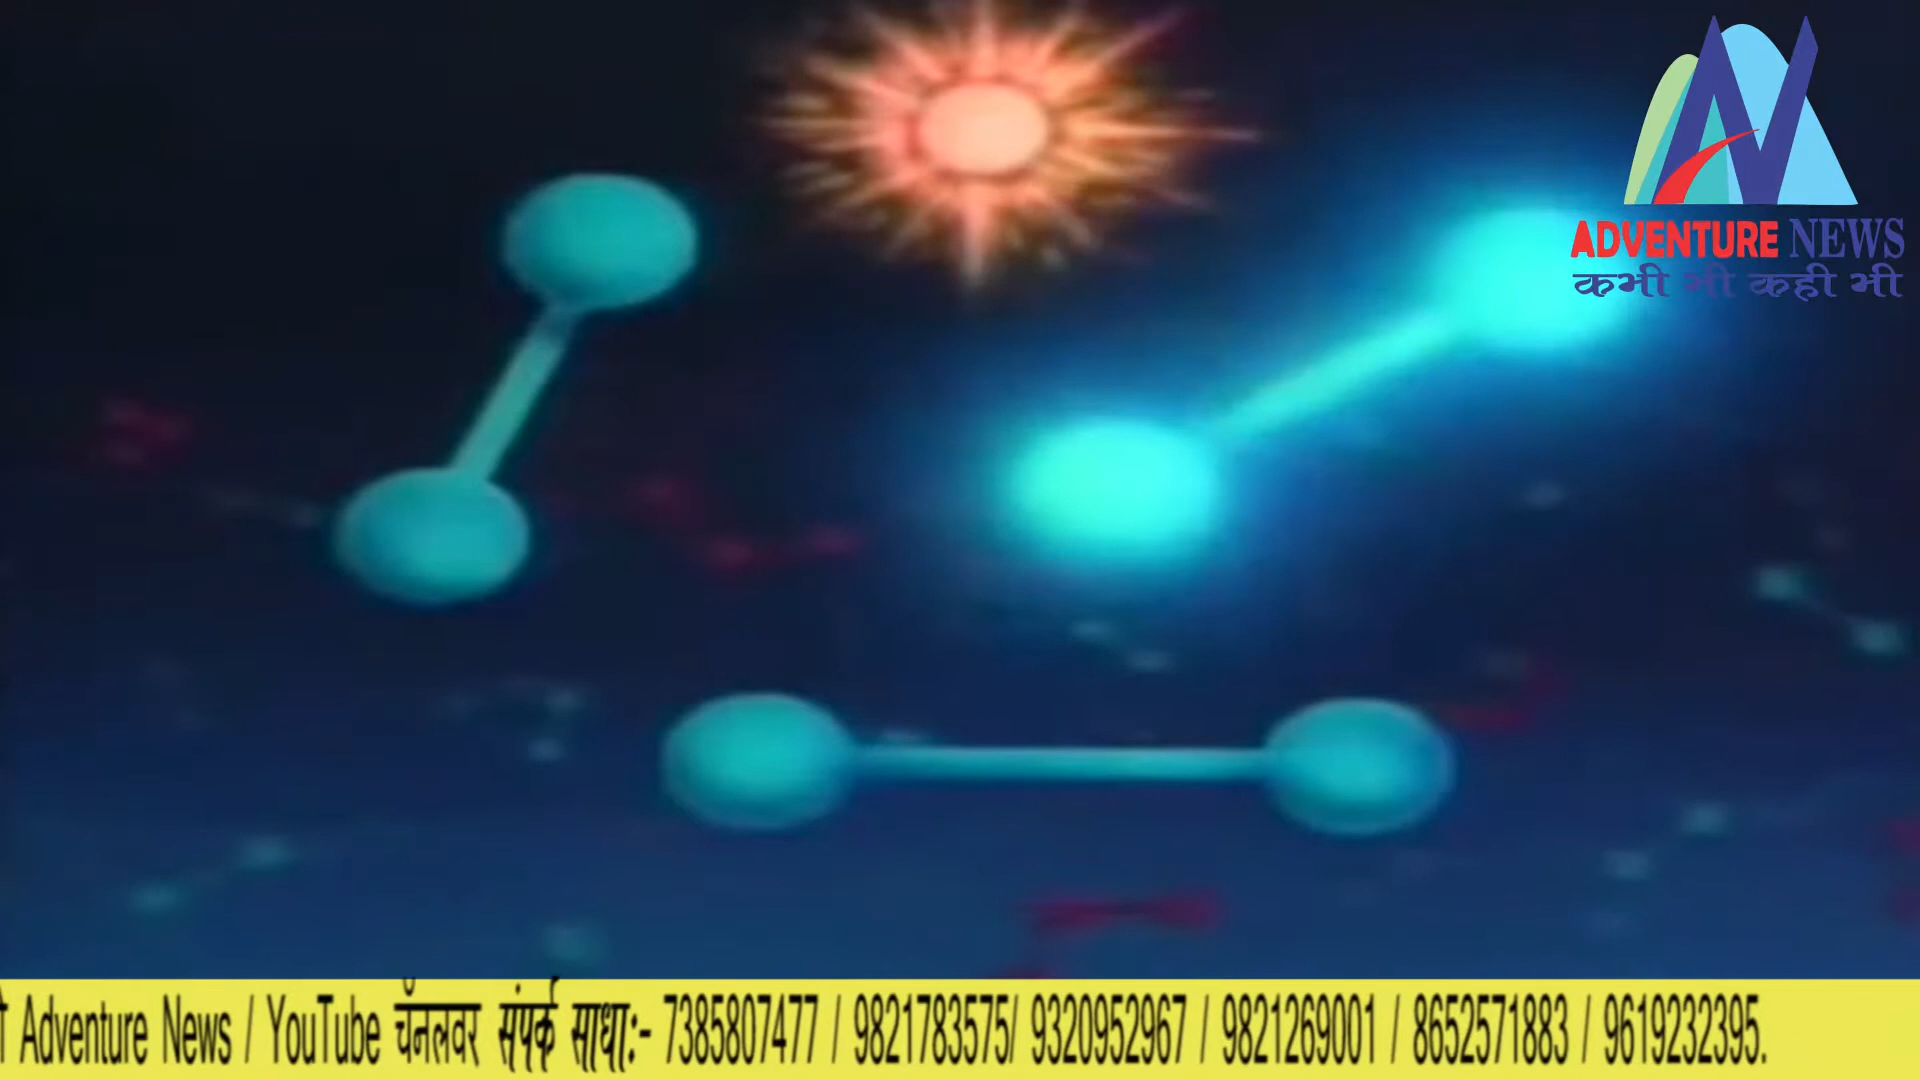 ADVENTURE NEWS
कभी भी कही भी
Adventure News / YouTube चॅनलवर संपर्क साधा:- 7385807477 / 9821783575/ 9320952967 / 9821269001 / 8652571883 / 9619232395.